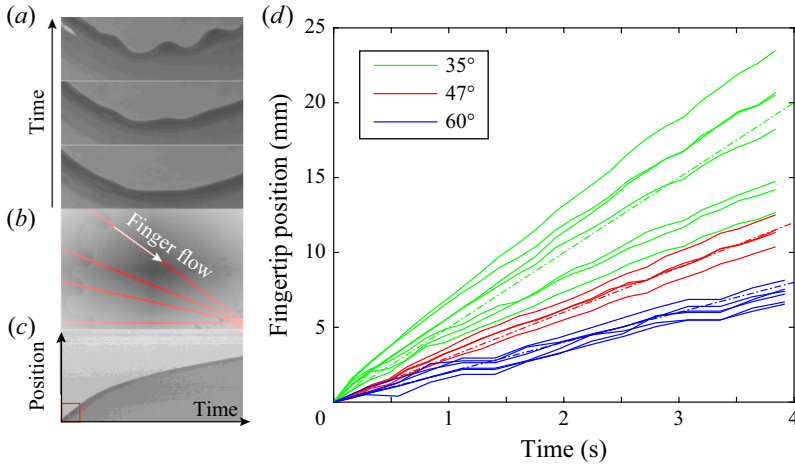 (a)
Time
(b)
Finger flow
(c)
Position
Time
(d)
35°
47°
60°
Fingertip position (mm)
25
20
15
10
5
0
1
2
3
4
Time (s)